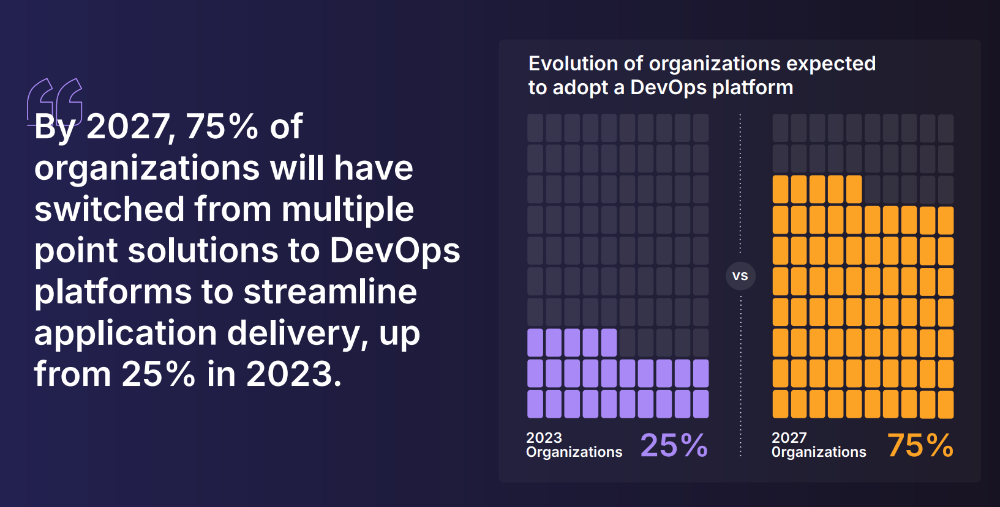 “
By 2027, 75% of
organizations will have
switched from multiple
point solutions to DevOps
platforms to streamline
application delivery, up
from 25% in 2023.
Evolution of organizations expected
to adopt a DevOps platform
vs
2023
Organizations
25%
2027
0rganizations
75%